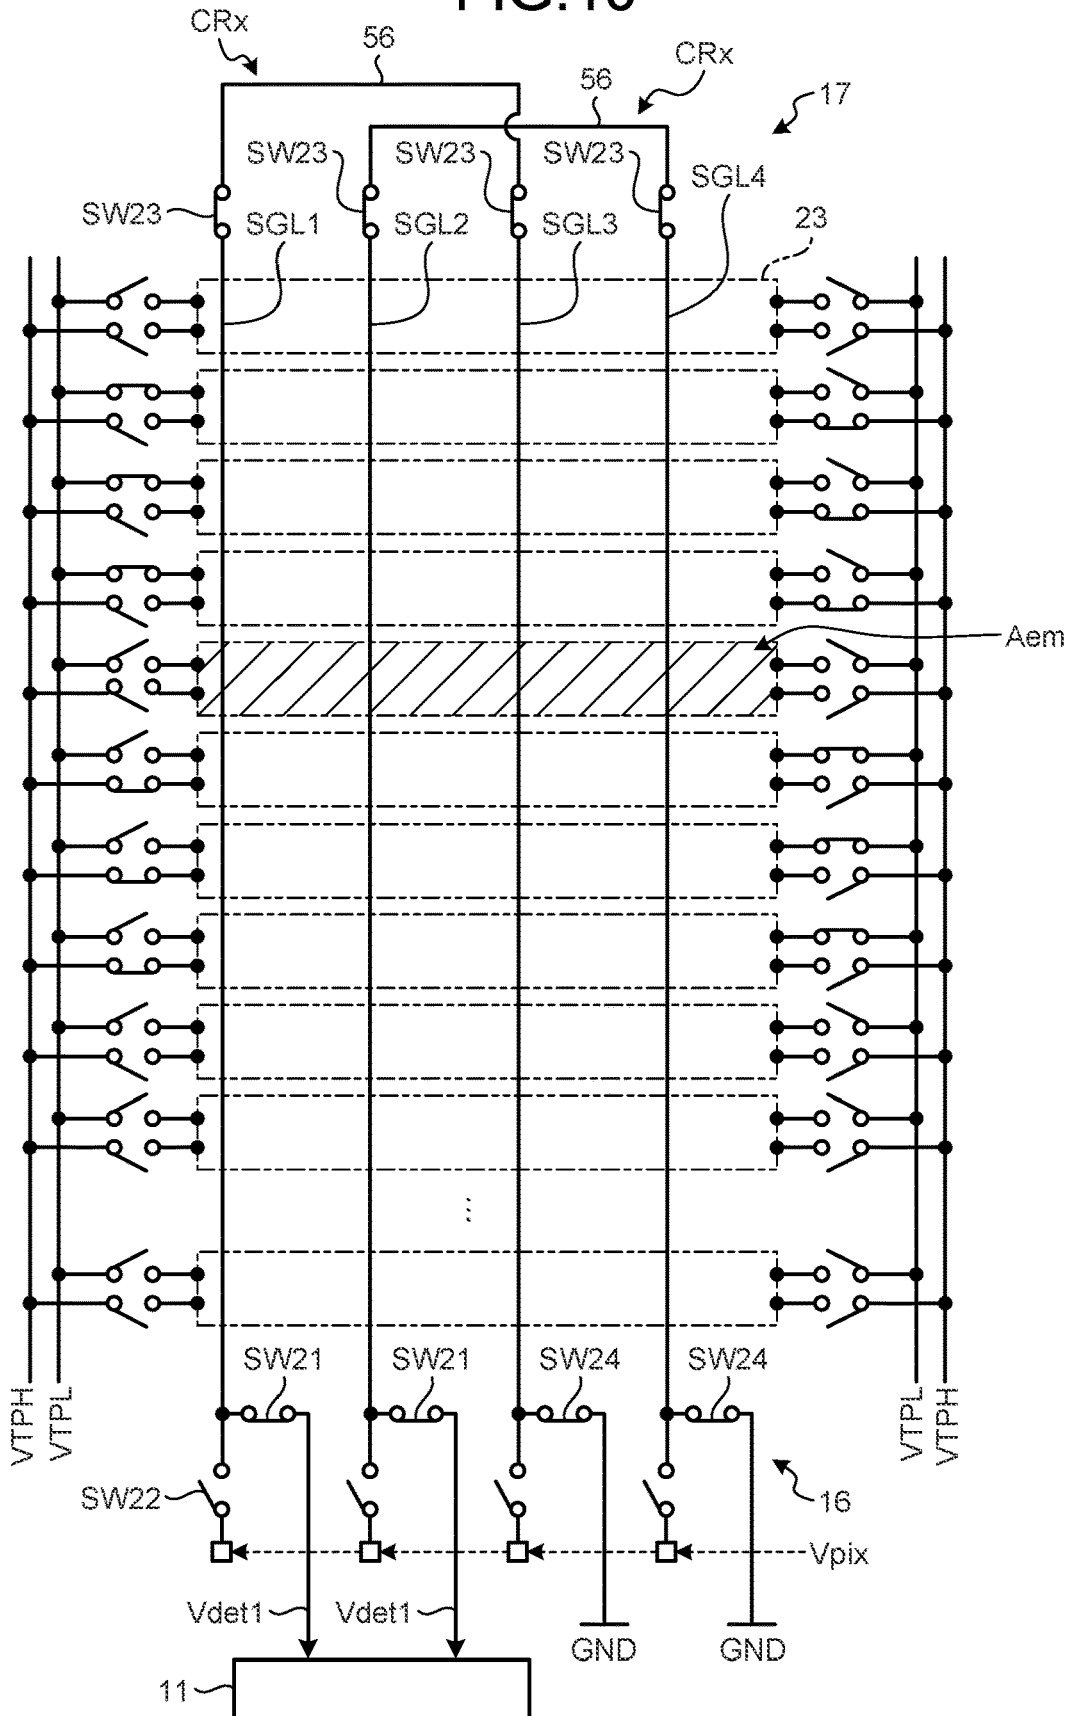 CRx
56
CRx
56
17
SW23
SW23
SW23
SGL4
SW23
SGL1
SGL2
SGL3
23
Aem
...
SW21
SW21
SW24
SW24
VTPH
VTPL
VTPL
VTPH
SW22
16
Vpix
Vdet1
Vdet1
GND
GND
11